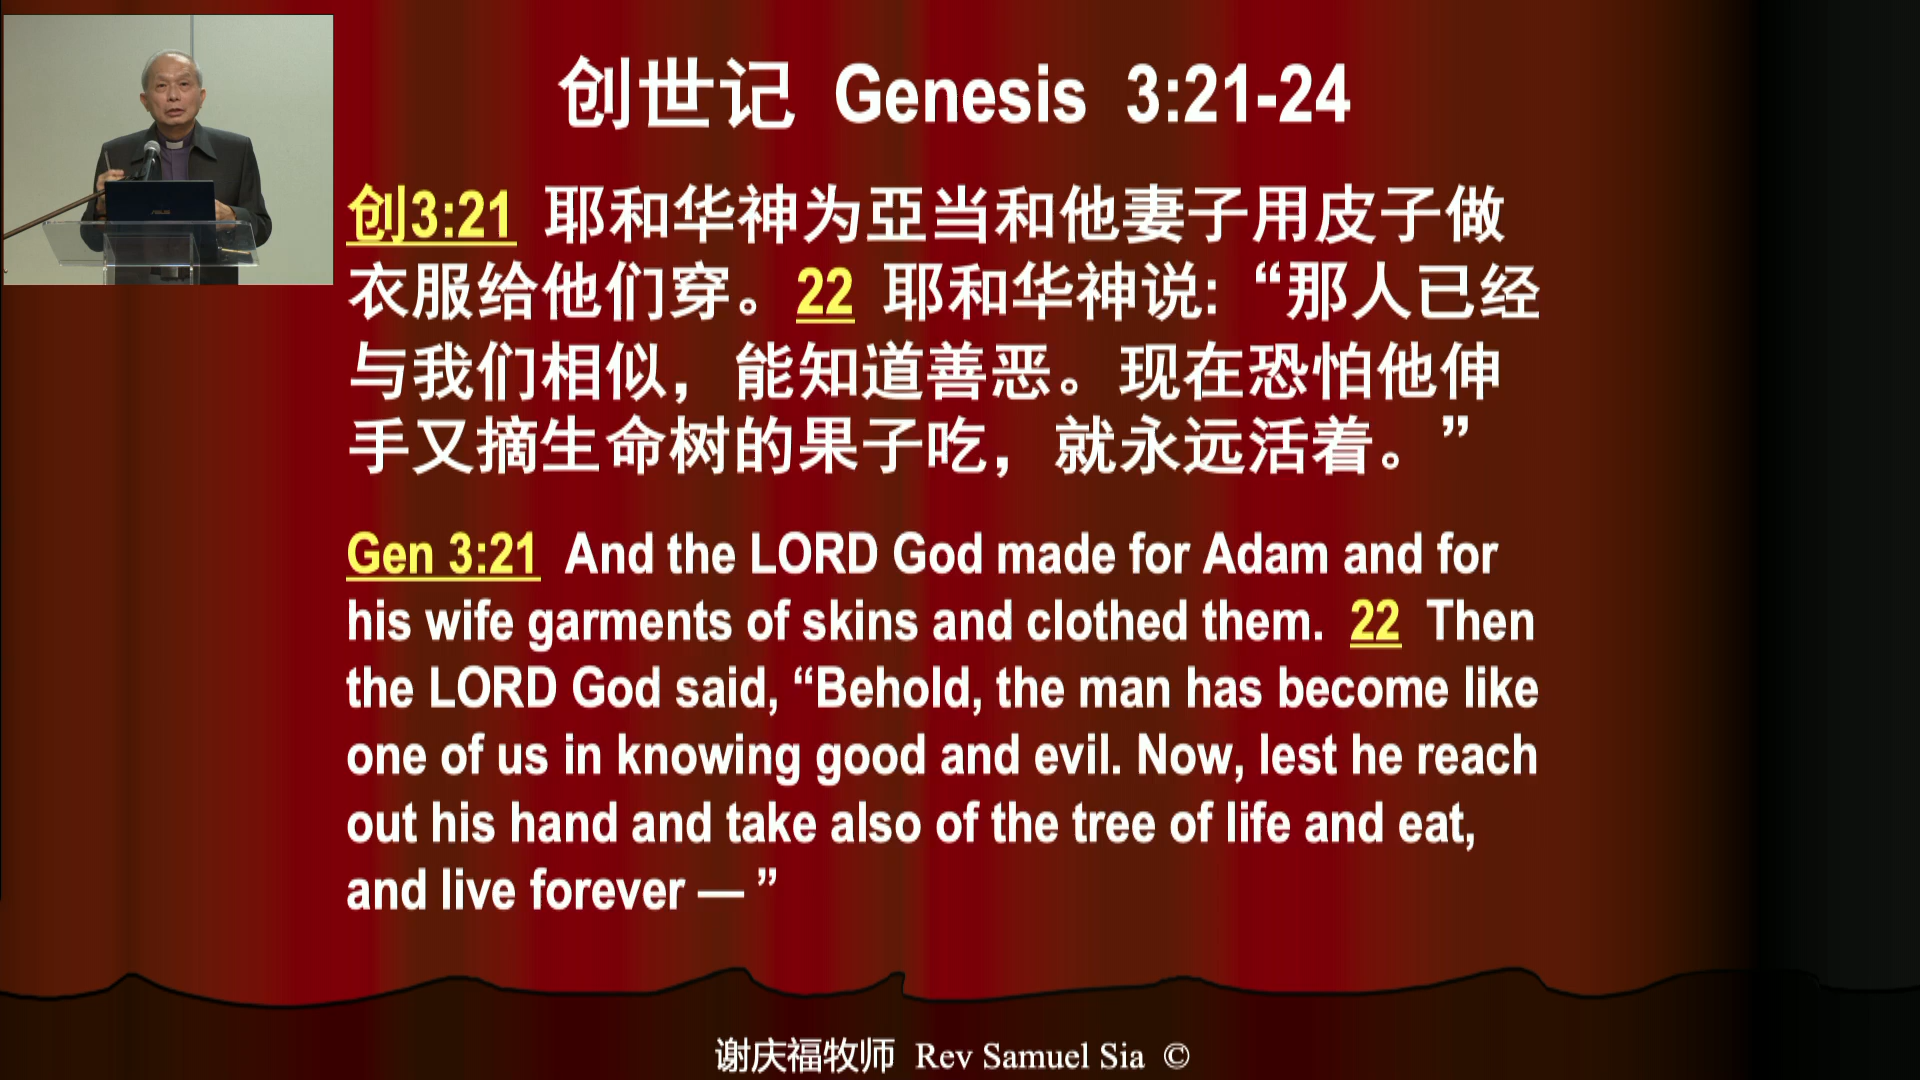 创世记 Genesis 3:21-24
创3:21 耶和华神为亞当和他妻子用皮子做
衣服给他们穿。22 耶和华神说: “那人已经
与我们相似，能知道善恶。现在恐怕他伸
手又摘生命树的果子吃，就永远活着。”
Gen 3:21 And the LORD God made for Adam and for
his wife garments of skins and clothed them. 22 Then
the LORD God said, “Behold, the man has become like
one of us in knowing good and evil. Now, lest he reach
out his hand and take also of the tree of life and eat,
and live forever — ”
谢庆福牧师 Rev Samuel Sia ©